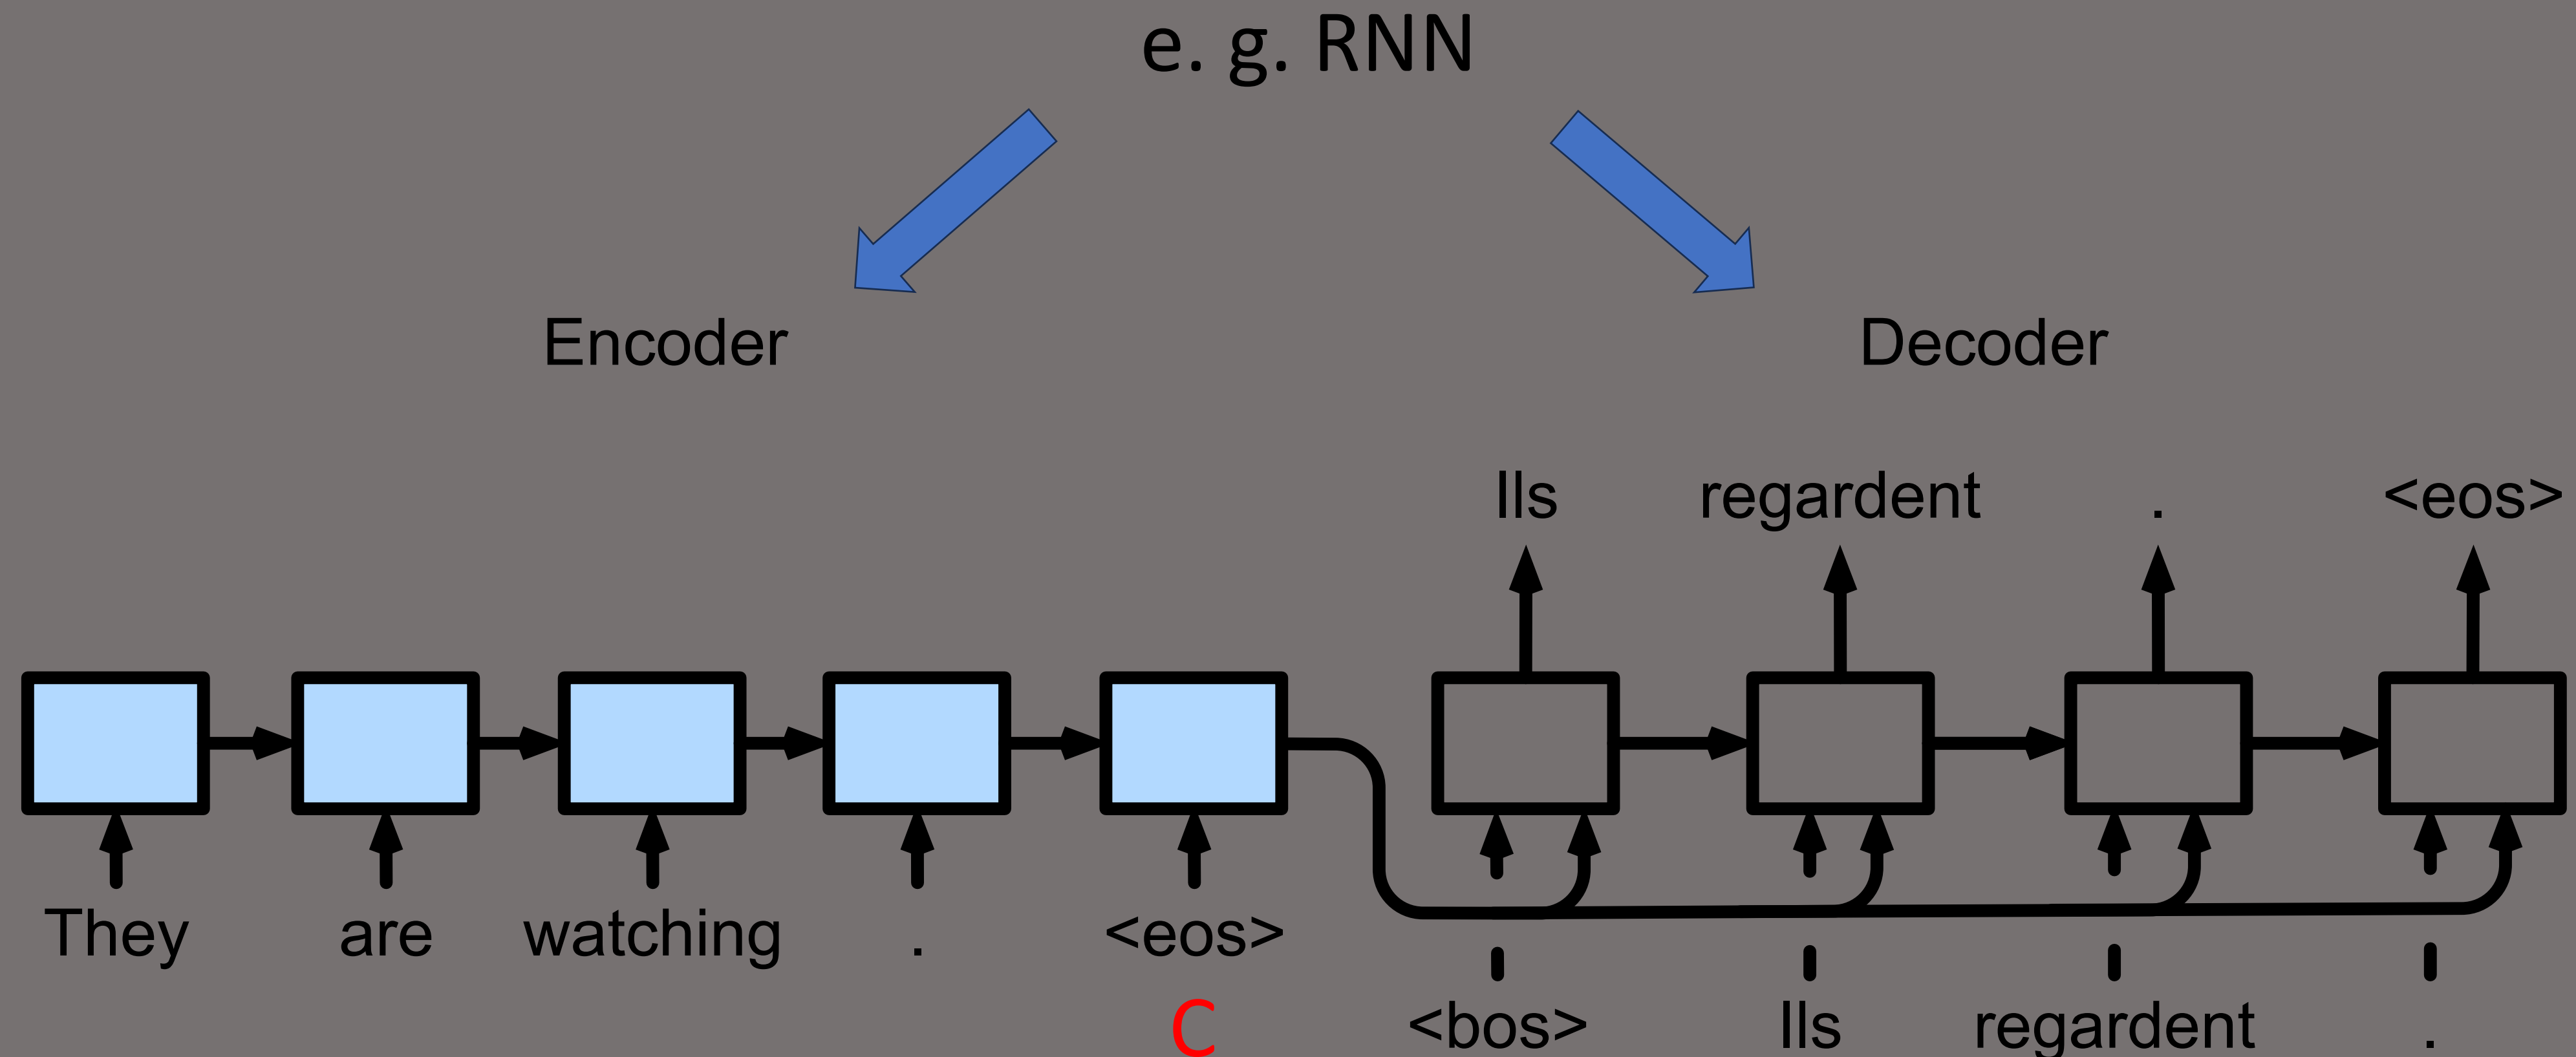 e. g. RNN
Encoder
Decoder
Ils regardent . <eos>
They are watching . <eos>
C
<bos> Ils regardent .